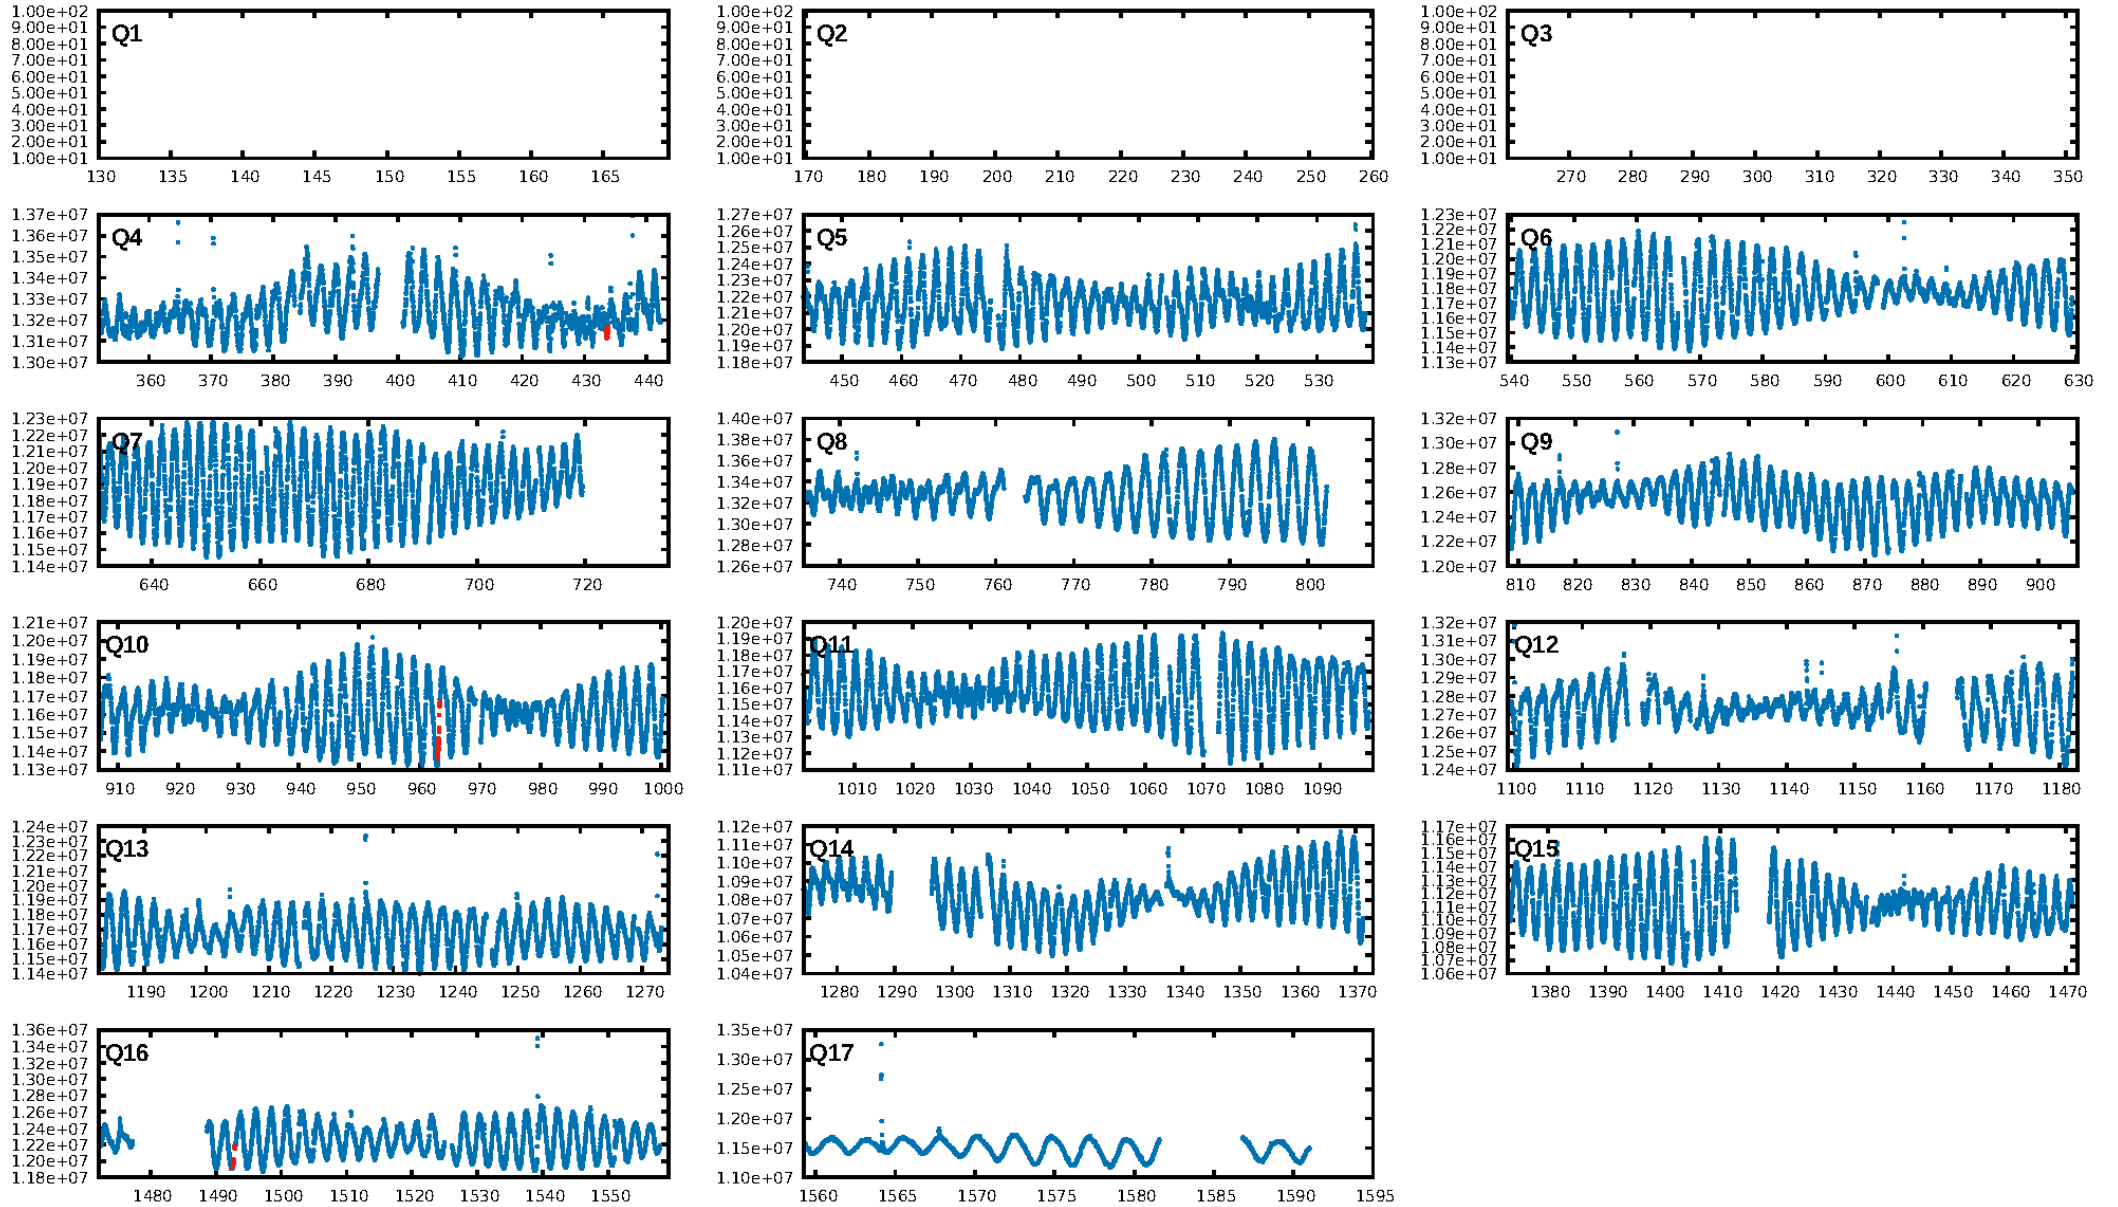 Q1
1.00e+02
9.00e+01
8.00e+01
7.00e+01
6.00e+01
5.00e+01
4.00e+01
3.00e+01
2.00e+01
1.00e+01
130 135 140 145 150 155 160 165
Q2
1.00e+02
9.00e+01
8.00e+01
7.00e+01
6.00e+01
5.00e+01
4.00e+01
3.00e+01
2.00e+01
1.00e+01
170 180 190 200 210 220 230 240 250 260
Q3
1.00e+02
9.00e+01
8.00e+01
7.00e+01
6.00e+01
5.00e+01
4.00e+01
3.00e+01
2.00e+01
1.00e+01
270 280 290 300 310 320 330 340 350
Q4
1.37e+07
1.36e+07
1.35e+07
1.34e+07
1.33e+07
1.32e+07
1.31e+07
1.30e+07
360 370 380 390 400 410 420 430 440
Q5
1.27e+07
1.26e+07
1.25e+07
1.24e+07
1.23e+07
1.22e+07
1.21e+07
1.20e+07
1.19e+07
1.18e+07
450 460 470 480 490 500 510 520 530
Q6
1.23e+07
1.22e+07
1.21e+07
1.20e+07
1.19e+07
1.18e+07
1.17e+07
1.16e+07
1.15e+07
1.14e+07
1.13e+07
540 550 560 570 580 590 600 610 620 630
Q7
1.23e+07
1.22e+07
1.21e+07
1.20e+07
1.19e+07
1.18e+07
1.17e+07
1.16e+07
1.15e+07
1.14e+07
640 660 680 700 720
Q8
1.40e+07
1.38e+07
1.36e+07
1.34e+07
1.32e+07
1.30e+07
1.28e+07
1.26e+07
740 750 760 770 780 790 800
Q9
1.32e+07
1.30e+07
1.28e+07
1.26e+07
1.24e+07
1.22e+07
1.20e+07
810 820 830 840 850 860 870 880 890 900
Q10
1.21e+07
1.20e+07
1.19e+07
1.18e+07
1.17e+07
1.16e+07
1.15e+07
1.14e+07
1.13e+07
910 920 930 940 950 960 970 980 990 1000
Q11
1.20e+07
1.19e+07
1.18e+07
1.17e+07
1.16e+07
1.15e+07
1.14e+07
1.13e+07
1.12e+07
1.11e+07
1010 1020 1030 1040 1050 1060 1070 1080 1090
Q12
1.32e+07
1.31e+07
1.30e+07
1.29e+07
1.28e+07
1.27e+07
1.26e+07
1.25e+07
1.24e+07
1100 1110 1120 1130 1140 1150 1160 1170 1180
Q13
1.24e+07
1.23e+07
1.22e+07
1.21e+07
1.20e+07
1.19e+07
1.18e+07
1.17e+07
1.16e+07
1.15e+07
1.14e+07
1190 1200 1210 1220 1230 1240 1250 1260 1270
Q14
1.12e+07
1.11e+07
1.10e+07
1.09e+07
1.08e+07
1.07e+07
1.06e+07
1.05e+07
1.04e+07
1280 1290 1300 1310 1320 1330 1340 1350 1360 1370
Q15
1.17e+07
1.16e+07
1.15e+07
1.14e+07
1.13e+07
1.12e+07
1.11e+07
1.10e+07
1.09e+07
1.08e+07
1.07e+07
1.06e+07
1380 1390 1400 1410 1420 1430 1440 1450 1460 1470
Q16
1.36e+07
1.34e+07
1.32e+07
1.30e+07
1.28e+07
1.26e+07
1.24e+07
1.22e+07
1.20e+07
1.18e+07
1480 1490 1500 1510 1520 1530 1540 1550
Q17
1.35e+07
1.30e+07
1.25e+07
1.20e+07
1.15e+07
1.10e+07
1560 1565 1570 1575 1580 1585 1590 1595